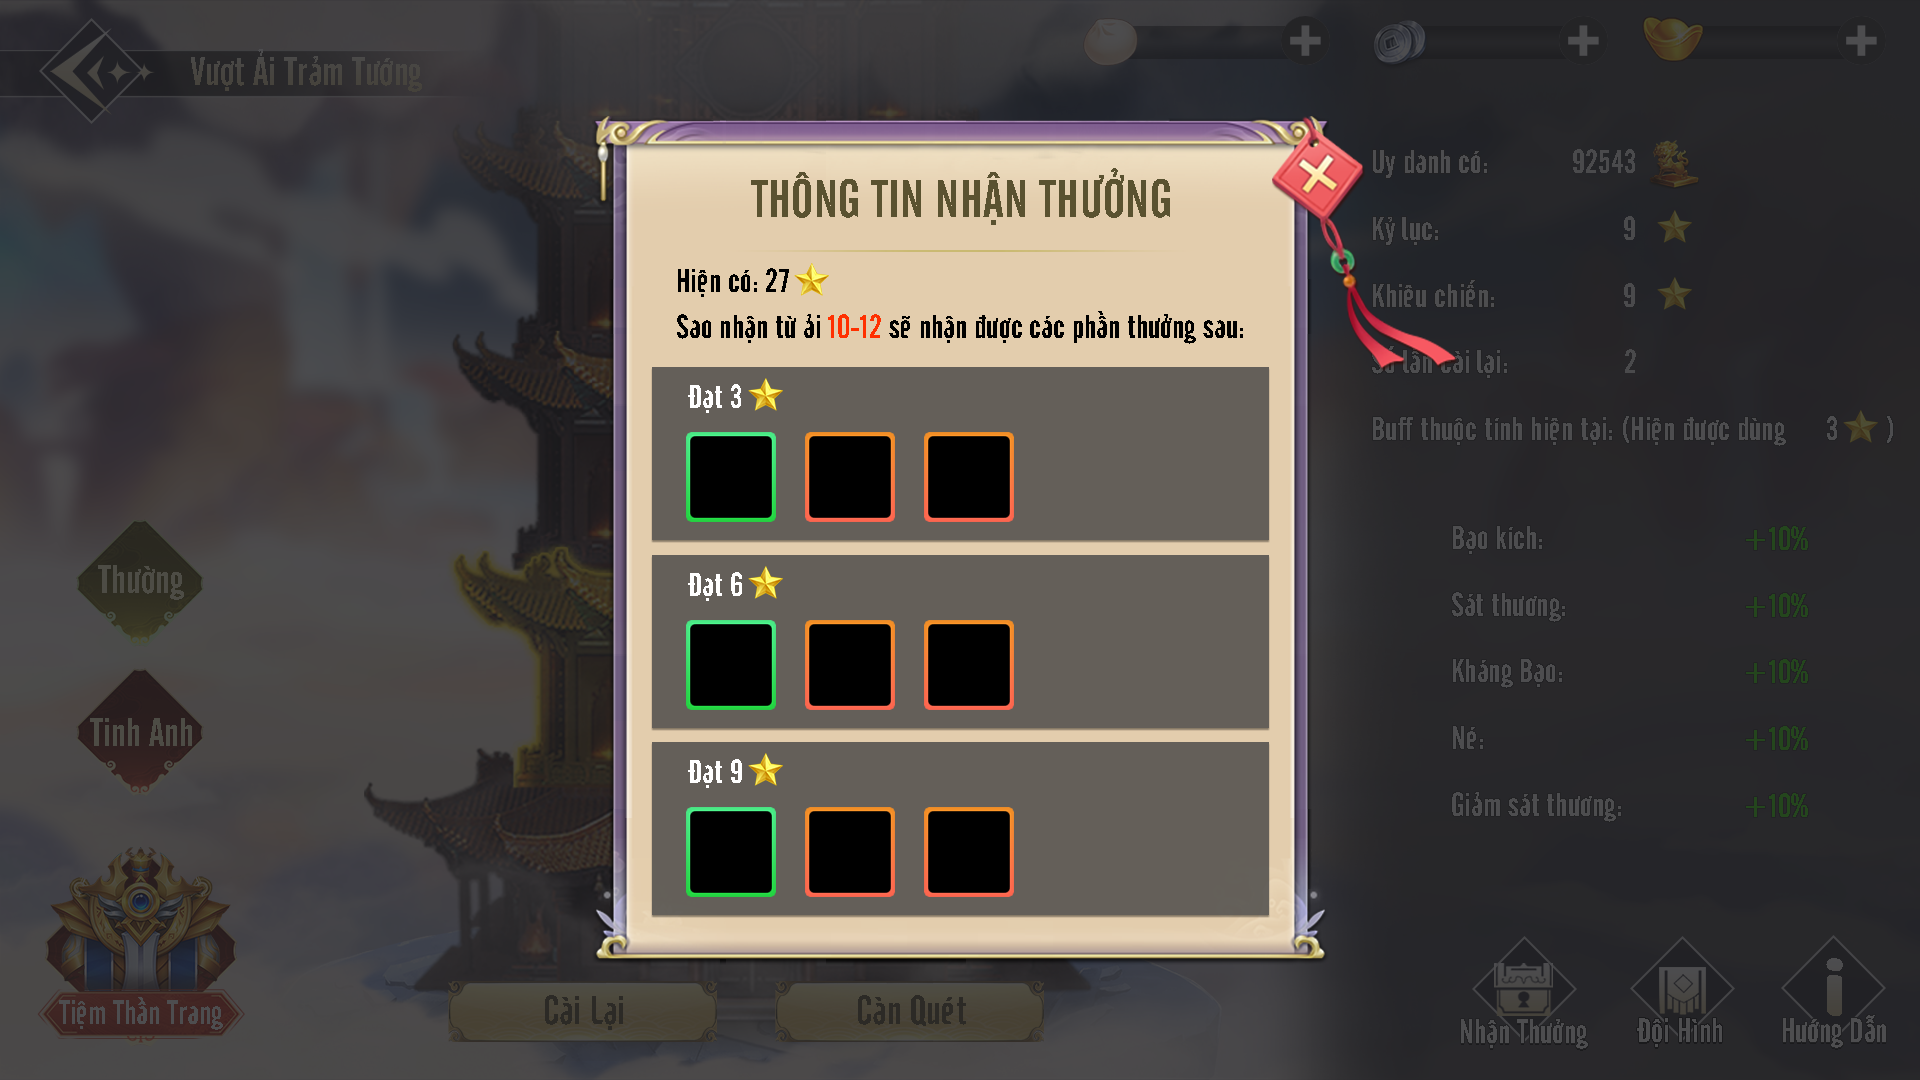 Vượt Ải Trảm Tướng
THÔNG TIN NHẬN THƯỞNG
Hiện có: 27
Sao nhận từ ải 10-12 sẽ nhận được các phần thưởng sau:
Đạt 3
Đạt 6
Đạt 9
Uy danh có: 92543
Kỷ lục: 9
Khiêu chiến: 9
Số lần cài lại: 2
Buff thuộc tính hiện tại: (Hiện được dùng 3 )
Bạo kích: +10%
Sát thương: +10%
Kháng Bạo: +10%
Né: +10%
Giảm sát thương: +10%
Thường
Tinh Anh
Tiệm Thần Trang
Cài Lại
Càn Quét
Nhận Thưởng
Đội Hình
Hướng Dẫn